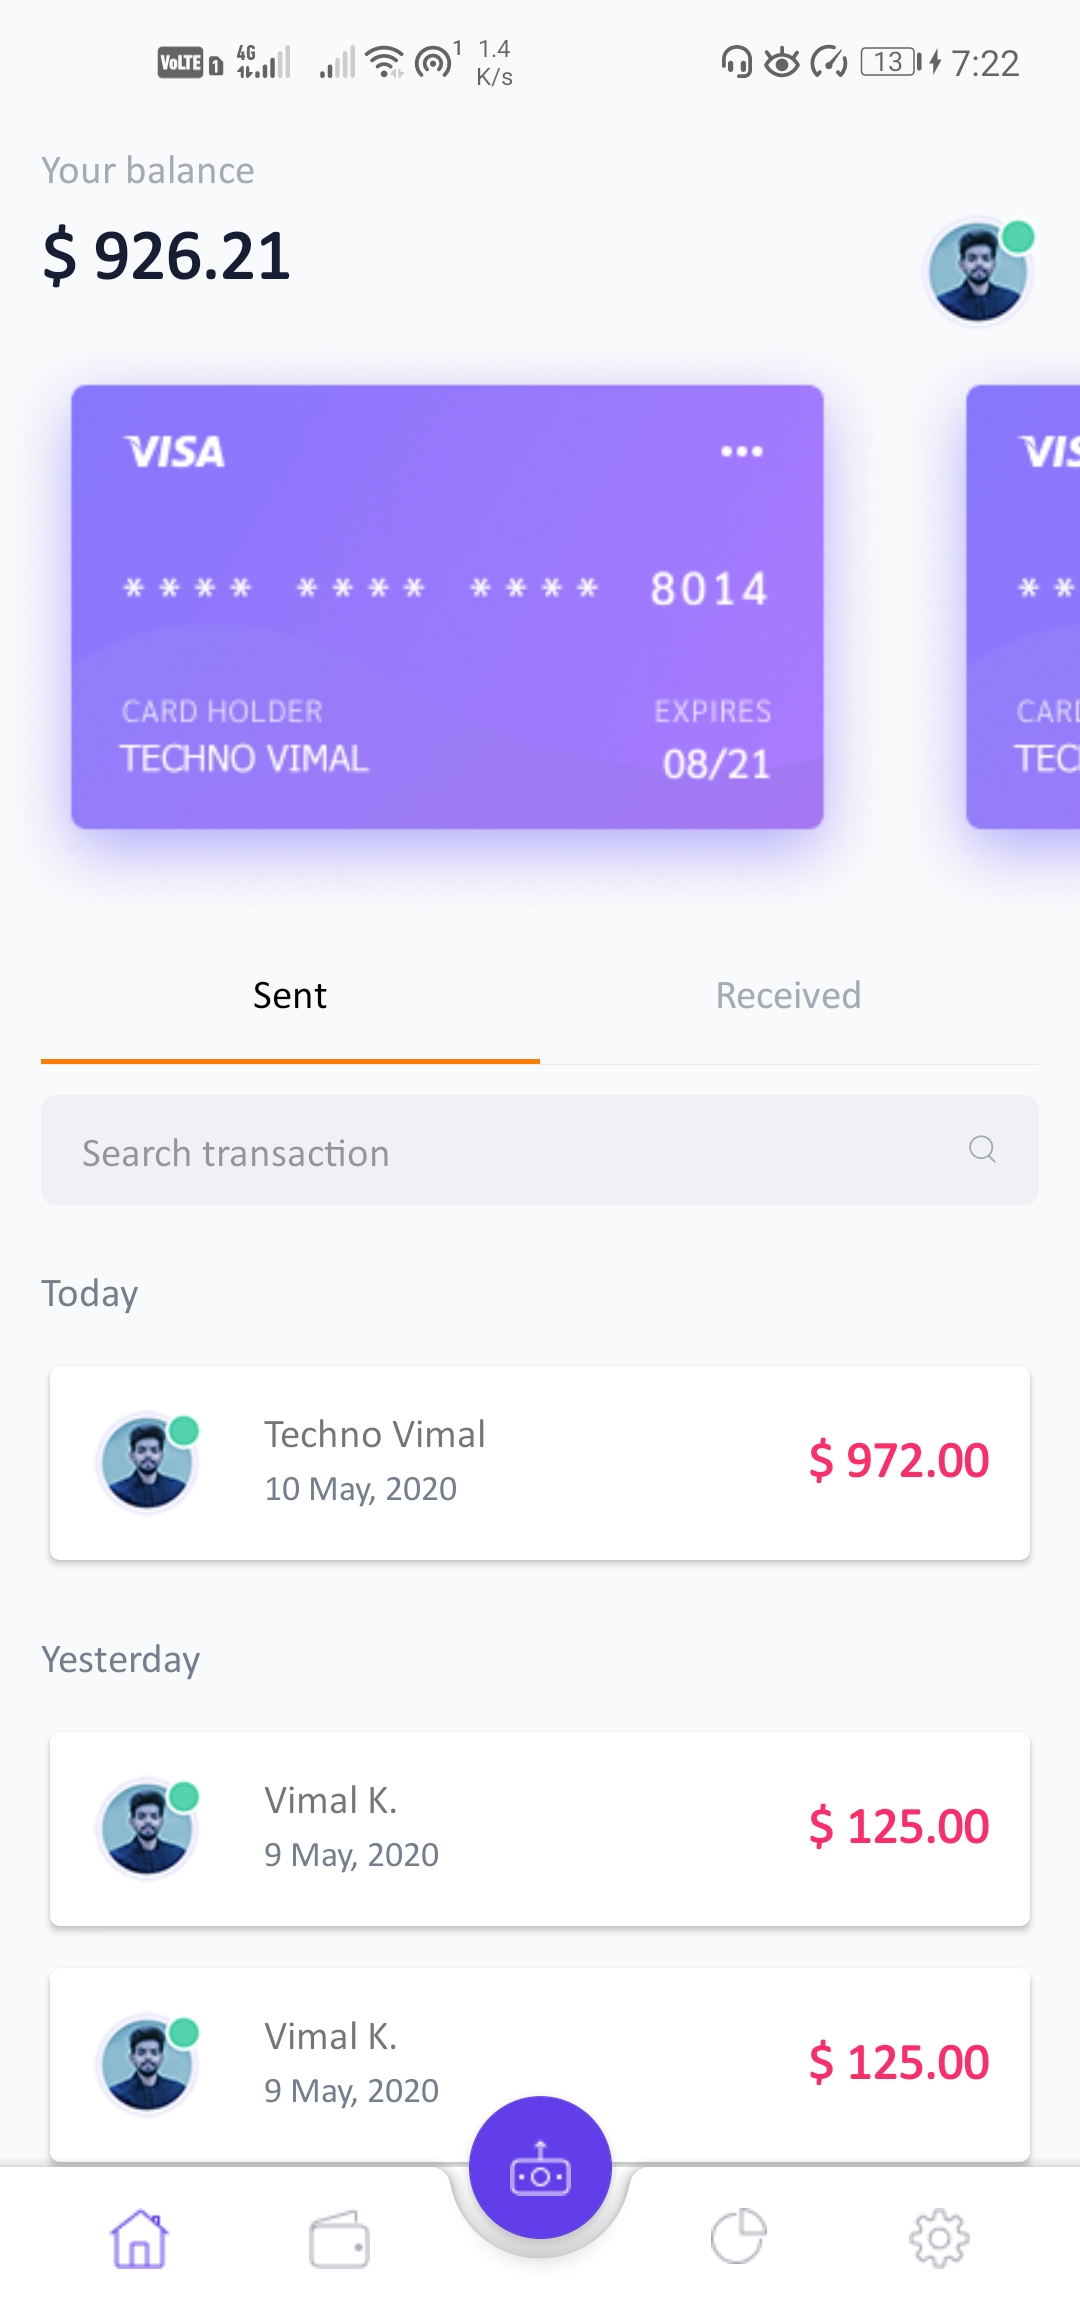 VoLTE 1 4G 1 1.4 K/s 13 7:22
Your balance
$ 926.21
VISA ... VIS
**** **** **** 8014 **
CARD HOLDER EXPIRES CARD
TECHNO VIMAL 08/21 TEC
Sent Received
Search transaction
Today
Techno Vimal
10 May, 2020
$ 972.00
Yesterday
Vimal K.
9 May, 2020
$ 125.00
Vimal K.
9 May, 2020
$ 125.00